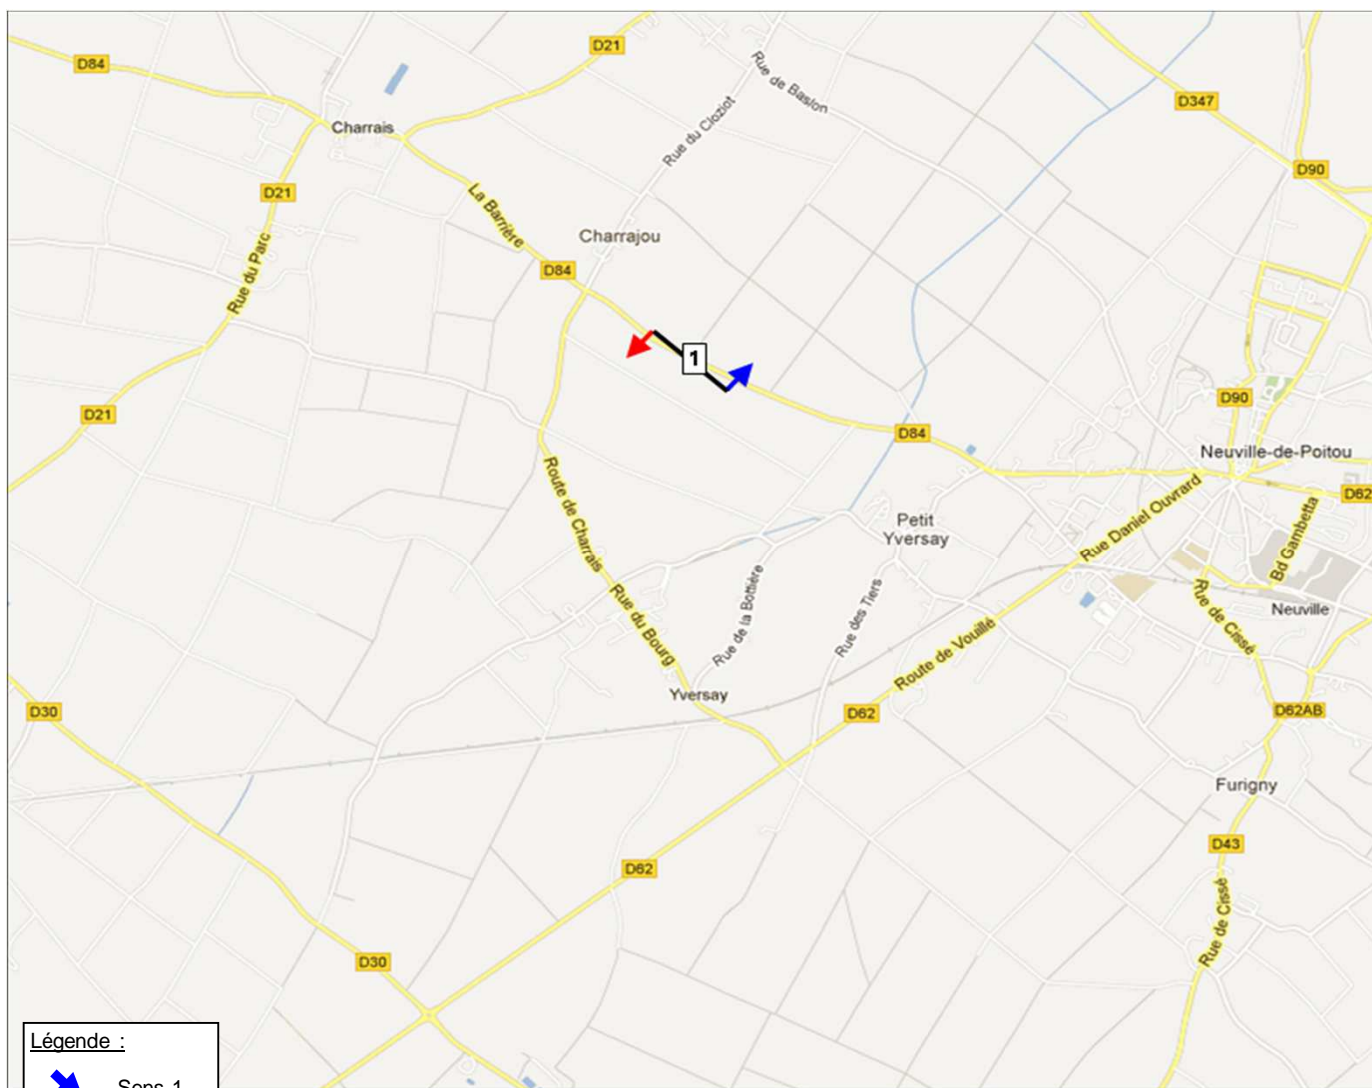 D21
D84
Rue de Baslon
D347
Charrais
Rue du Cloziot
D90
D21
La Barrière
Charrajou
Rue du Parc
D84
1
D21
D90
D84
Neuville-de-Poitou
D62
Route de Charrais
Petit
Yversay
Rue Daniel Ouvrard
Bd Gambetta
Rue du Bourg
Rue de la Bottière
Rue des Tiers
Rue de Cissé
Neuville
Route de Vouillé
Yversay
D30
D62
D62AB
Furigny
D43
D62
Rue de Cissé
D30
Légende :
Sens 1